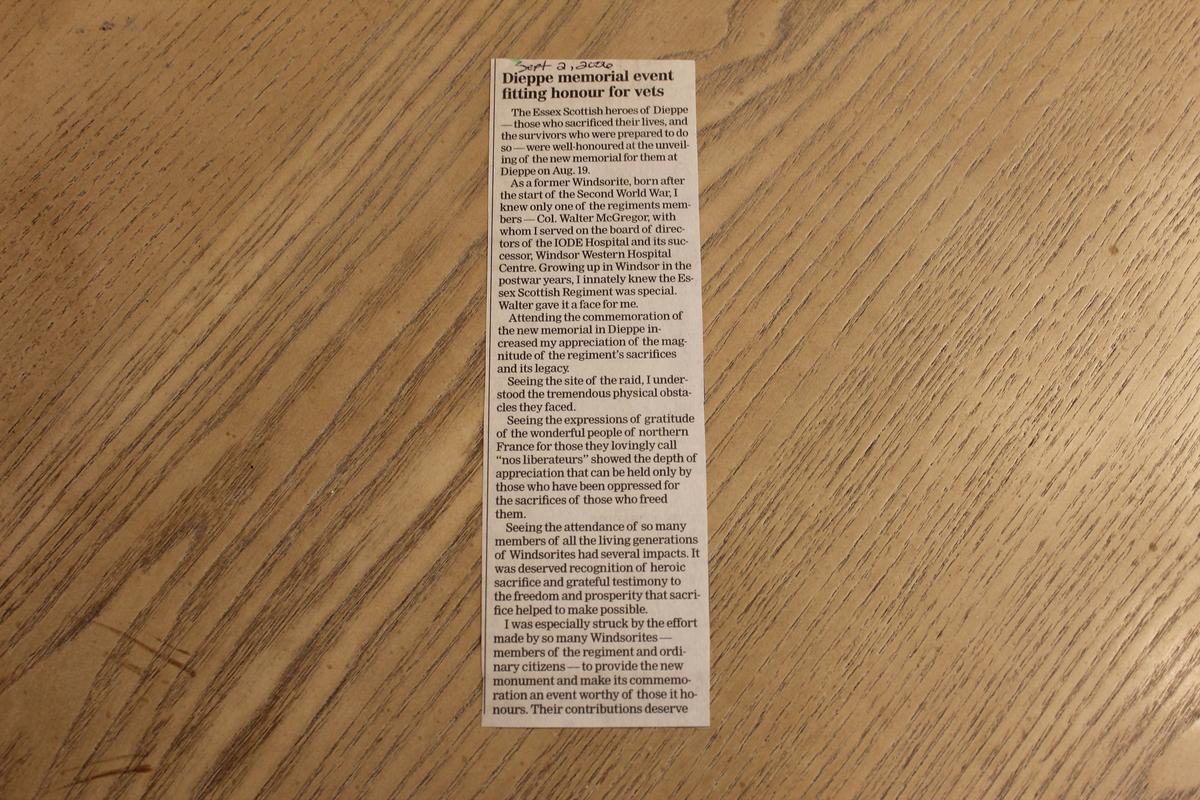 Sept 2, 2006
Dieppe memorial event
fitting honour for vets
The Essex Scottish heroes of Dieppe
— those who sacrificed their lives, and
the survivors who were prepared to do
so — were well-honoured at the unveil-
ing of the new memorial for them at
Dieppe on Aug. 19.
As a former Windsorite, born after
the start of the Second World War, I
knew only one of the regiments mem-
bers — Col. Walter McGregor, with
whom I served on the board of direc-
tors of the IODE Hospital and its suc-
cessor, Windsor Western Hospital
Centre. Growing up in Windsor in the
postwar years, I innately knew the Es-
sex Scottish Regiment was special.
Walter gave it a face for me.
Attending the commemoration of
the new memorial in Dieppe in-
creased my appreciation of the mag-
nitude of the regiment's sacrifices
and its legacy.
Seeing the site of the raid, I under-
stood the tremendous physical obsta-
cles they faced.
Seeing the expressions of gratitude
of the wonderful people of northern
France for those they lovingly call
"nos liberateurs" showed the depth of
appreciation that can be held only by
those who have been oppressed for
the sacrifices of those who freed
them.
Seeing the attendance of so many
members of all the living generations
of Windsorites had several impacts. It
was deserved recognition of heroic
sacrifice and grateful testimony to
the freedom and prosperity that sacri-
fice helped to make possible.
I was especially struck by the effort
made by so many Windsorites —
members of the regiment and ordi-
nary citizens — to provide the new
monument and make its commemo-
ration an event worthy of those it ho-
nours. Their contributions deserve